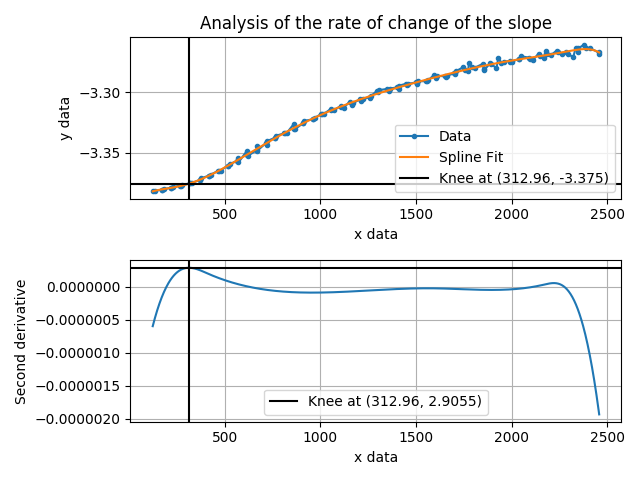 Analysis of the rate of change of the slope
y data
−3.30
−3.35
Data
Spline Fit
Knee at (312.96, -3.375)
500
1000
1500
2000
2500
x data
Second derivative
0.0000000
−0.0000005
−0.0000010
−0.0000015
−0.0000020
Knee at (312.96, 2.9055)
500
1000
1500
2000
2500
x data